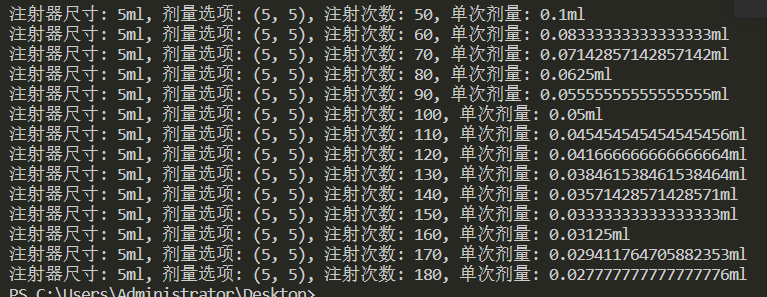 注射器尺寸: 5ml, 剂量选项: (5, 5), 注射次数: 50, 单次剂量: 0.1ml
注射器尺寸: 5ml, 剂量选项: (5, 5), 注射次数: 60, 单次剂量: 0.08333333333333333ml
注射器尺寸: 5ml, 剂量选项: (5, 5), 注射次数: 70, 单次剂量: 0.07142857142857142ml
注射器尺寸: 5ml, 剂量选项: (5, 5), 注射次数: 80, 单次剂量: 0.0625ml
注射器尺寸: 5ml, 剂量选项: (5, 5), 注射次数: 90, 单次剂量: 0.05555555555555555ml
注射器尺寸: 5ml, 剂量选项: (5, 5), 注射次数: 100, 单次剂量: 0.05ml
注射器尺寸: 5ml, 剂量选项: (5, 5), 注射次数: 110, 单次剂量: 0.045454545454545456ml
注射器尺寸: 5ml, 剂量选项: (5, 5), 注射次数: 120, 单次剂量: 0.041666666666666664ml
注射器尺寸: 5ml, 剂量选项: (5, 5), 注射次数: 130, 单次剂量: 0.038461538461538464ml
注射器尺寸: 5ml, 剂量选项: (5, 5), 注射次数: 140, 单次剂量: 0.03571428571428571ml
注射器尺寸: 5ml, 剂量选项: (5, 5), 注射次数: 150, 单次剂量: 0.03333333333333333ml
注射器尺寸: 5ml, 剂量选项: (5, 5), 注射次数: 160, 单次剂量: 0.03125ml
注射器尺寸: 5ml, 剂量选项: (5, 5), 注射次数: 170, 单次剂量: 0.029411764705882353ml
注射器尺寸: 5ml, 剂量选项: (5, 5), 注射次数: 180, 单次剂量: 0.027777777777777776ml
PS C:\Users\Administrator\Desktop>